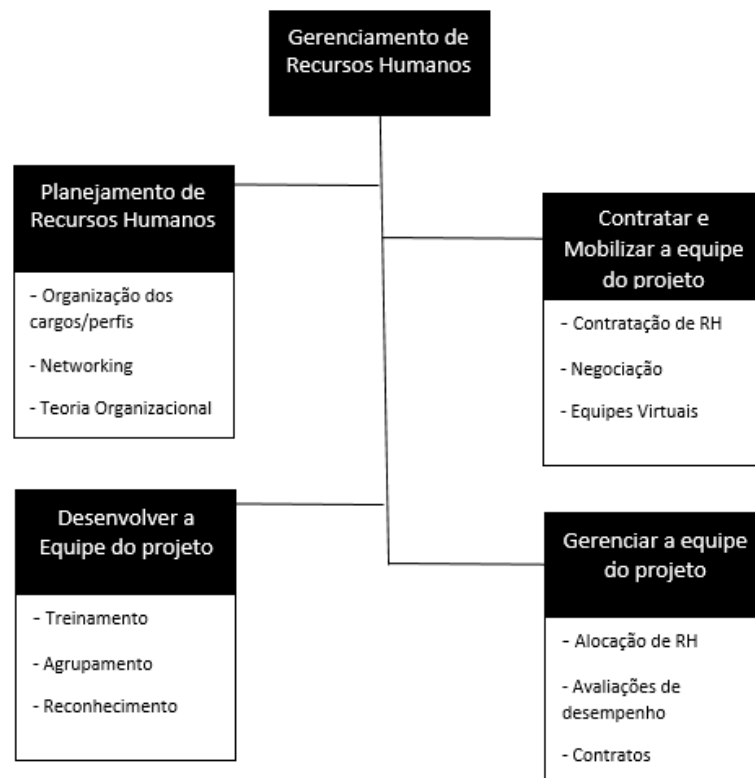 Gerenciamento de
Recursos Humanos
Planejamento de
Recursos Humanos
- Organização dos
cargos/perfis
- Networking
- Teoria Organizacional
Contratar e
Mobilizar a equipe
do projeto
- Contratação de RH
- Negociação
- Equipes Virtuais
Desenvolver a
Equipe do projeto
- Treinamento
- Agrupamento
- Reconhecimento
Gerenciar a equipe
do projeto
- Alocação de RH
- Avaliações de
desempenho
- Contratos